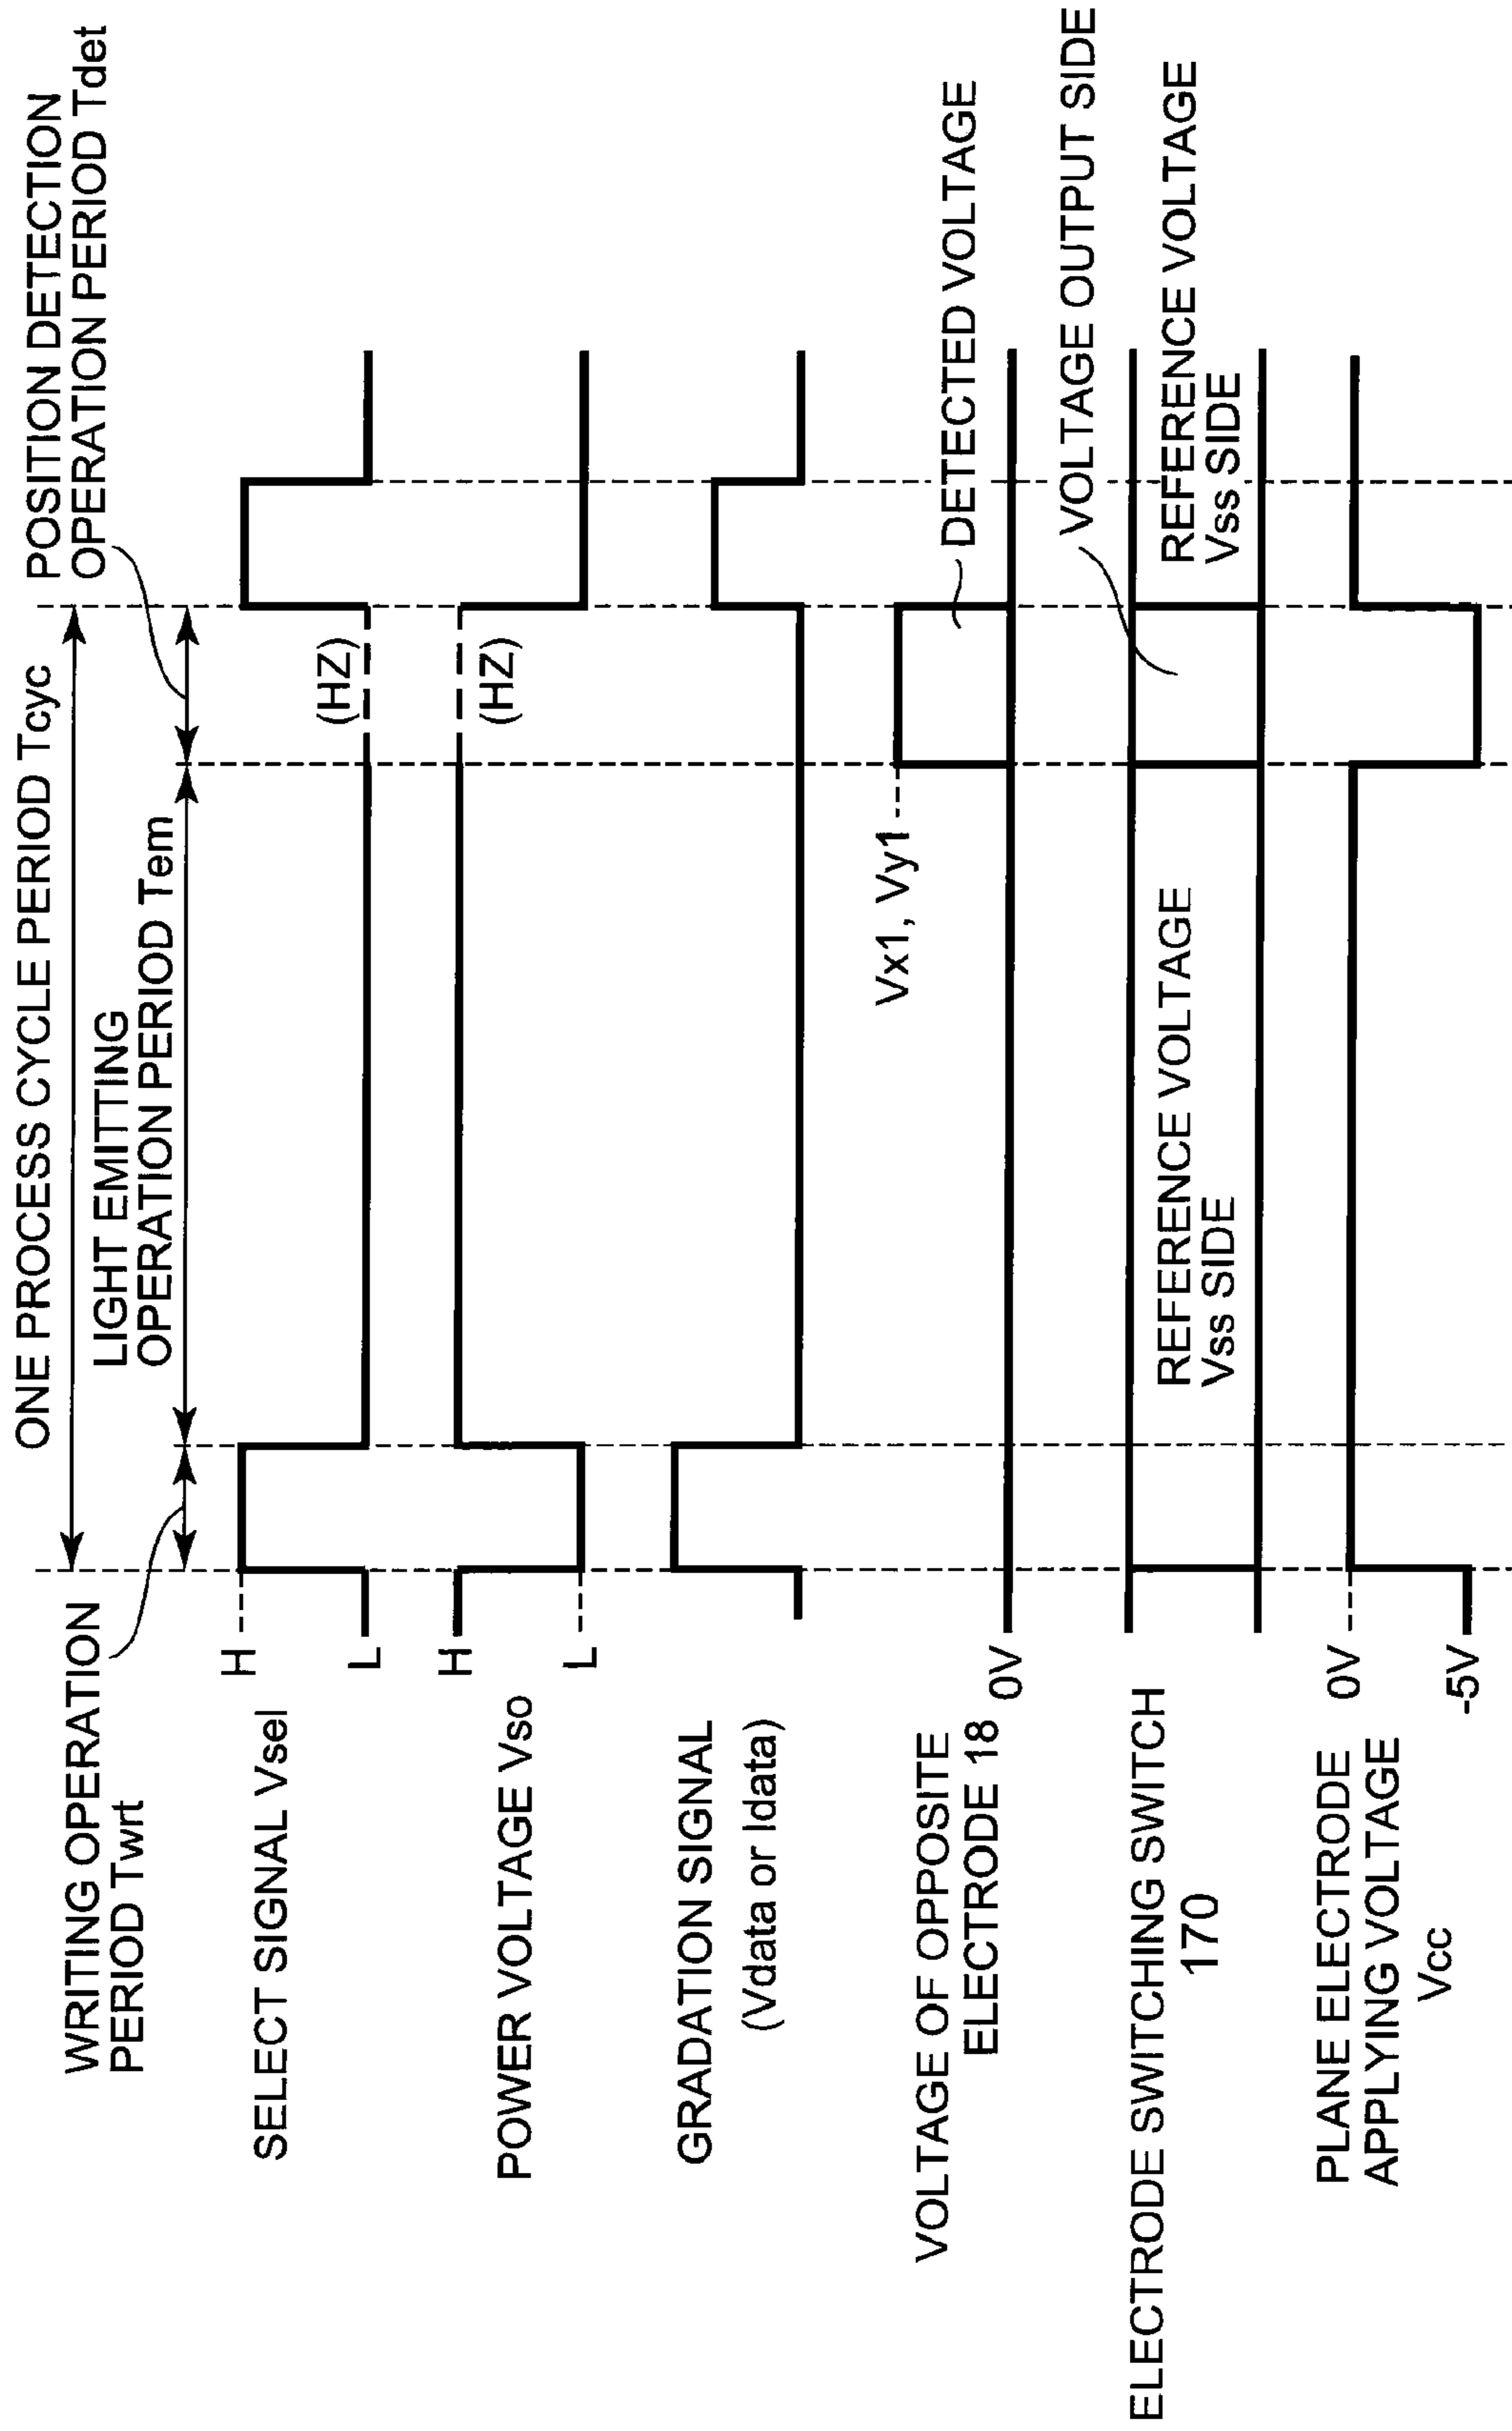 ONE PROCESS CYCLE PERIOD Tcyc
WRITING OPERATION
PERIOD Twrt
LIGHT EMITTING
OPERATION PERIOD Tem
POSITION DETECTION
OPERATION PERIOD Tdet
SELECT SIGNAL Vsel
H
L
(HZ)
POWER VOLTAGE Vso
H
L
(HZ)
GRADATION SIGNAL
(Vdata or Idata)
VOLTAGE OF OPPOSITE
ELECTRODE 18
0V
Vx1, Vy1
DETECTED VOLTAGE
ELECTRODE SWITCHING SWITCH
170
REFERENCE VOLTAGE
Vss SIDE
VOLTAGE OUTPUT SIDE
REFERENCE VOLTAGE
Vss SIDE
PLANE ELECTRODE
APPLYING VOLTAGE
Vcc
0V
-5V